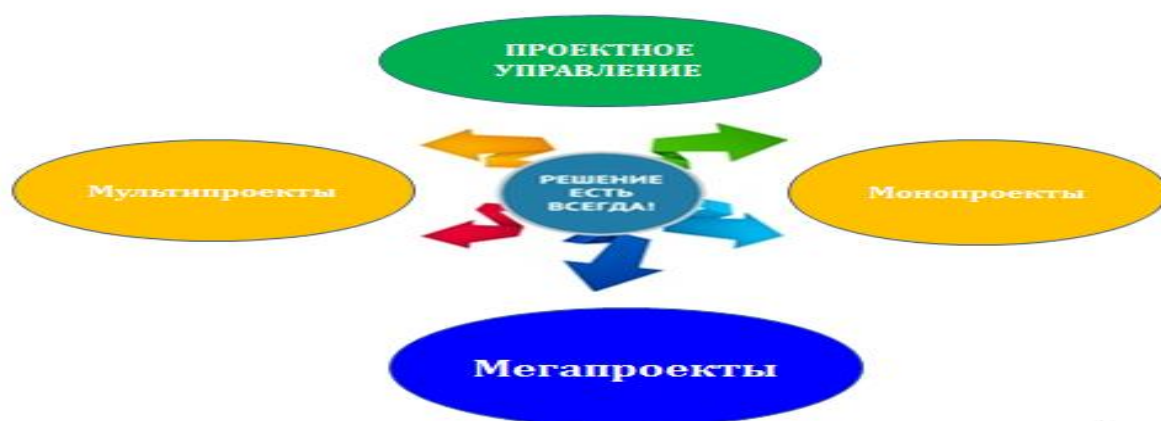 ПРОЕКТНОЕ
УПРАВЛЕНИЕ
Мультипроекты
РЕШЕНИЕ
ЕСТЬ
ВСЕГДА!
Монопроекты
Мегапроекты